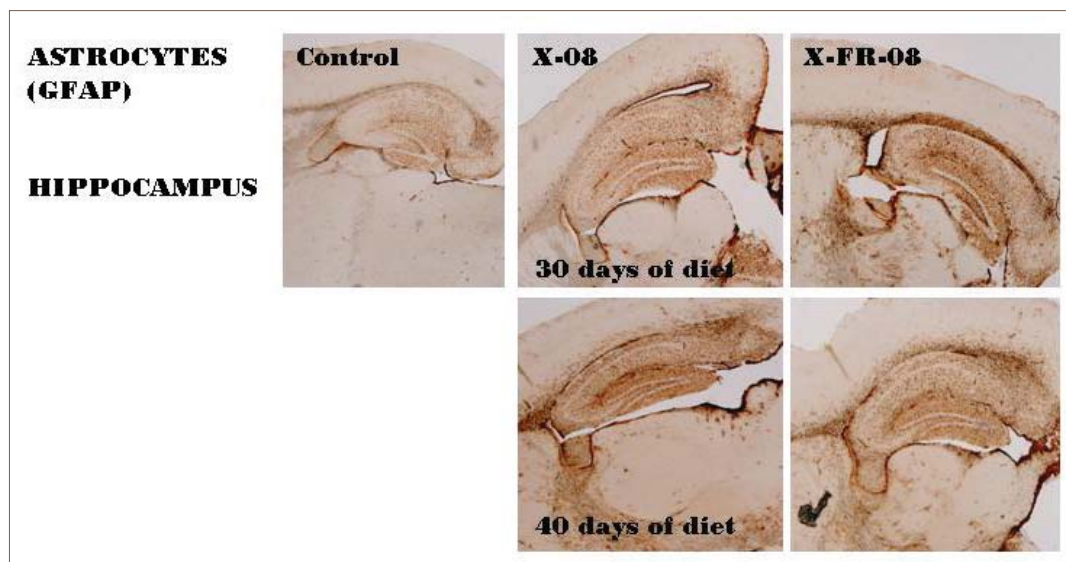 ASTROCYTES
(GFAP)
HIPPOCAMPUS
Control
X-08
X-FR-08
30 days of diet
40 days of diet